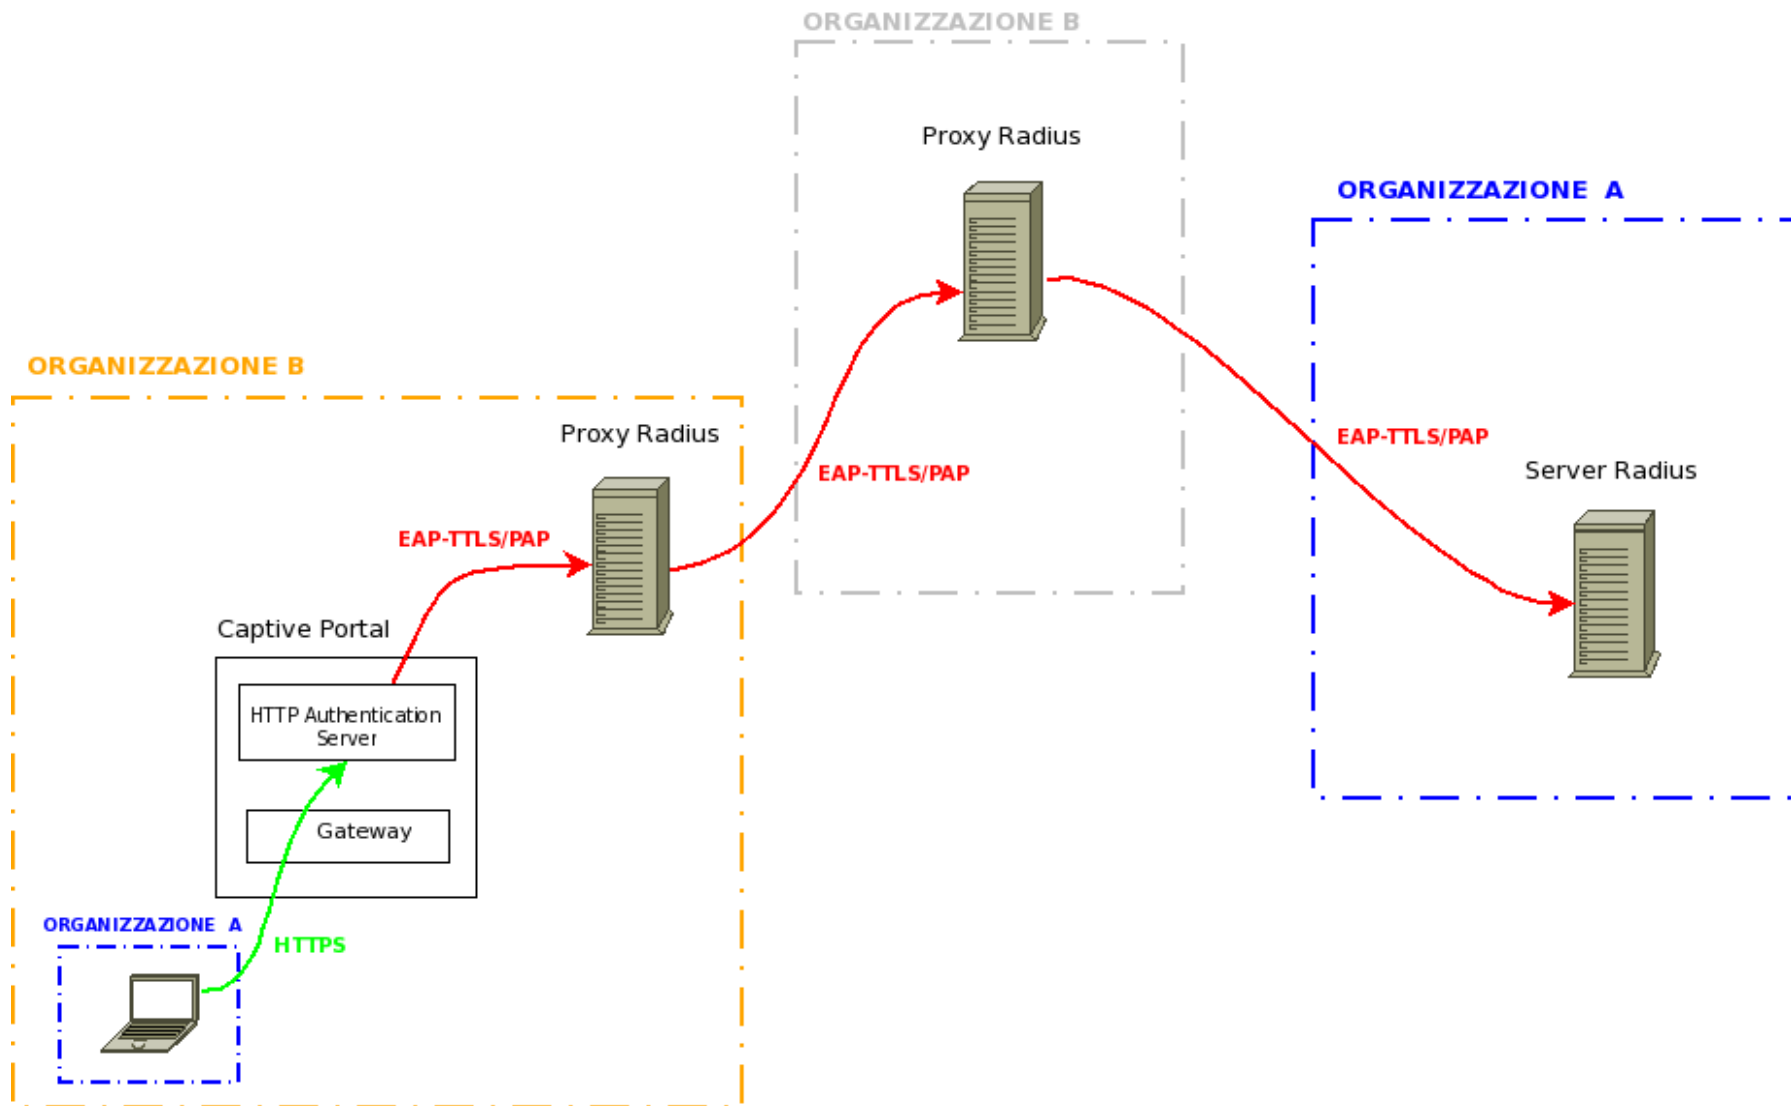 ORGANIZZAZIONE B
Proxy Radius
ORGANIZZAZIONE A
ORGANIZZAZIONE B
Proxy Radius
EAP-TTLS/PAP
EAP-TTLS/PAP
Server Radius
EAP-TTLS/PAP
Captive Portal
HTTP Authentication
Server
Gateway
ORGANIZZAZIONE A
HTTPS